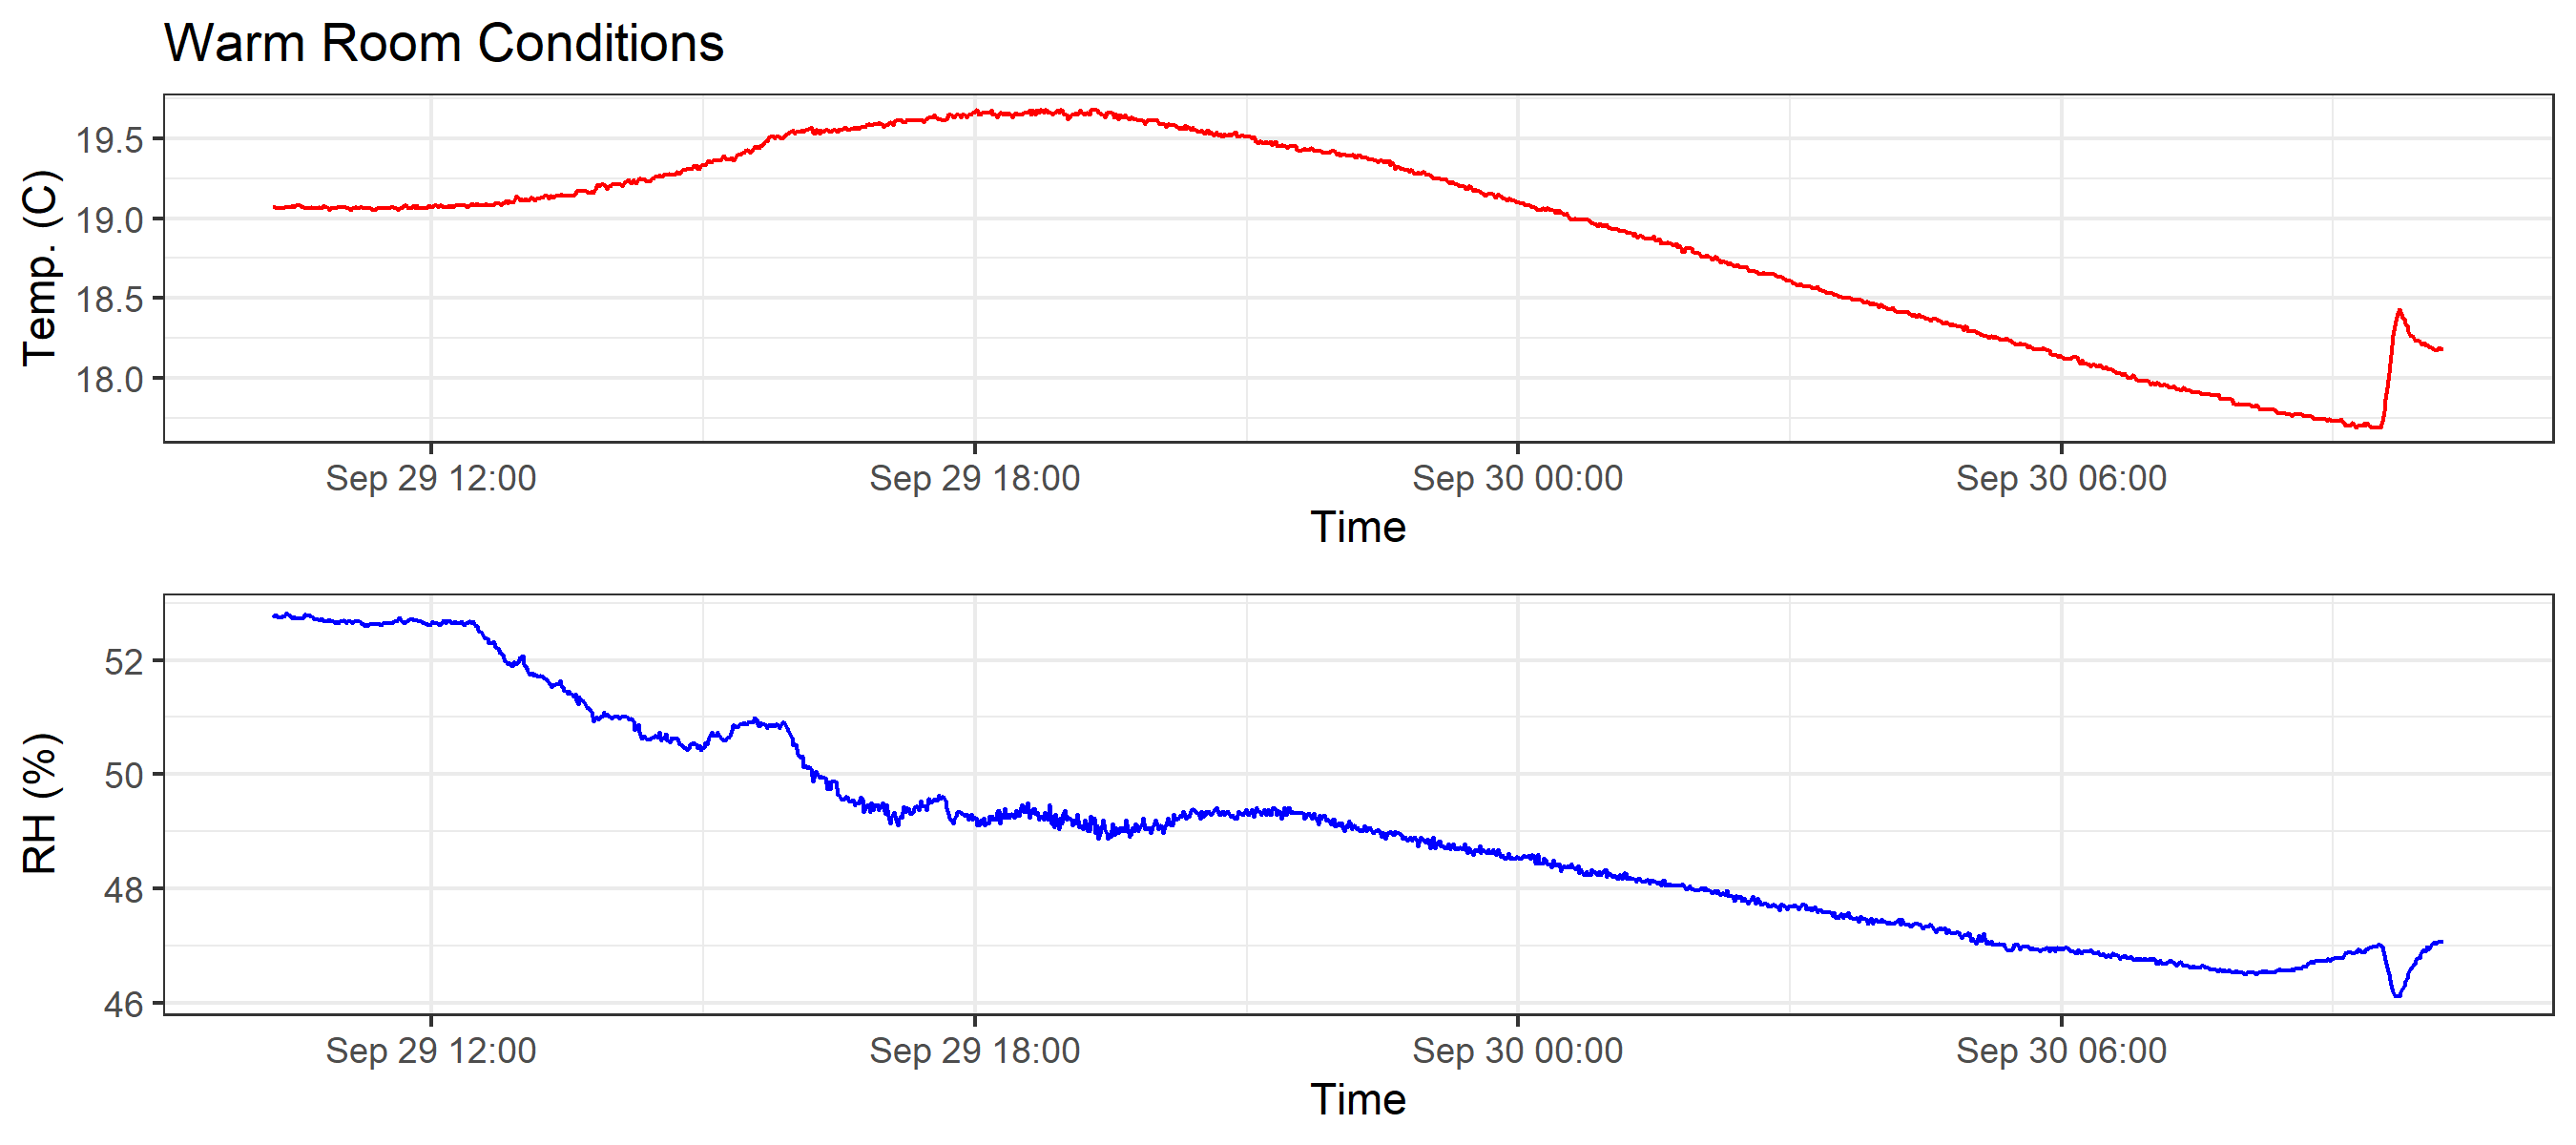 Warm Room Conditions
Temp. (C)
19.5
19.0
18.5
18.0
Sep 29 12:00 Sep 29 18:00 Sep 30 00:00 Sep 30 06:00
Time
RH (%)
52
50
48
46
Sep 29 12:00 Sep 29 18:00 Sep 30 00:00 Sep 30 06:00
Time